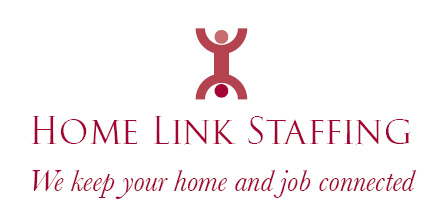 HOME LINK STAFFING
We keep your home and job connected